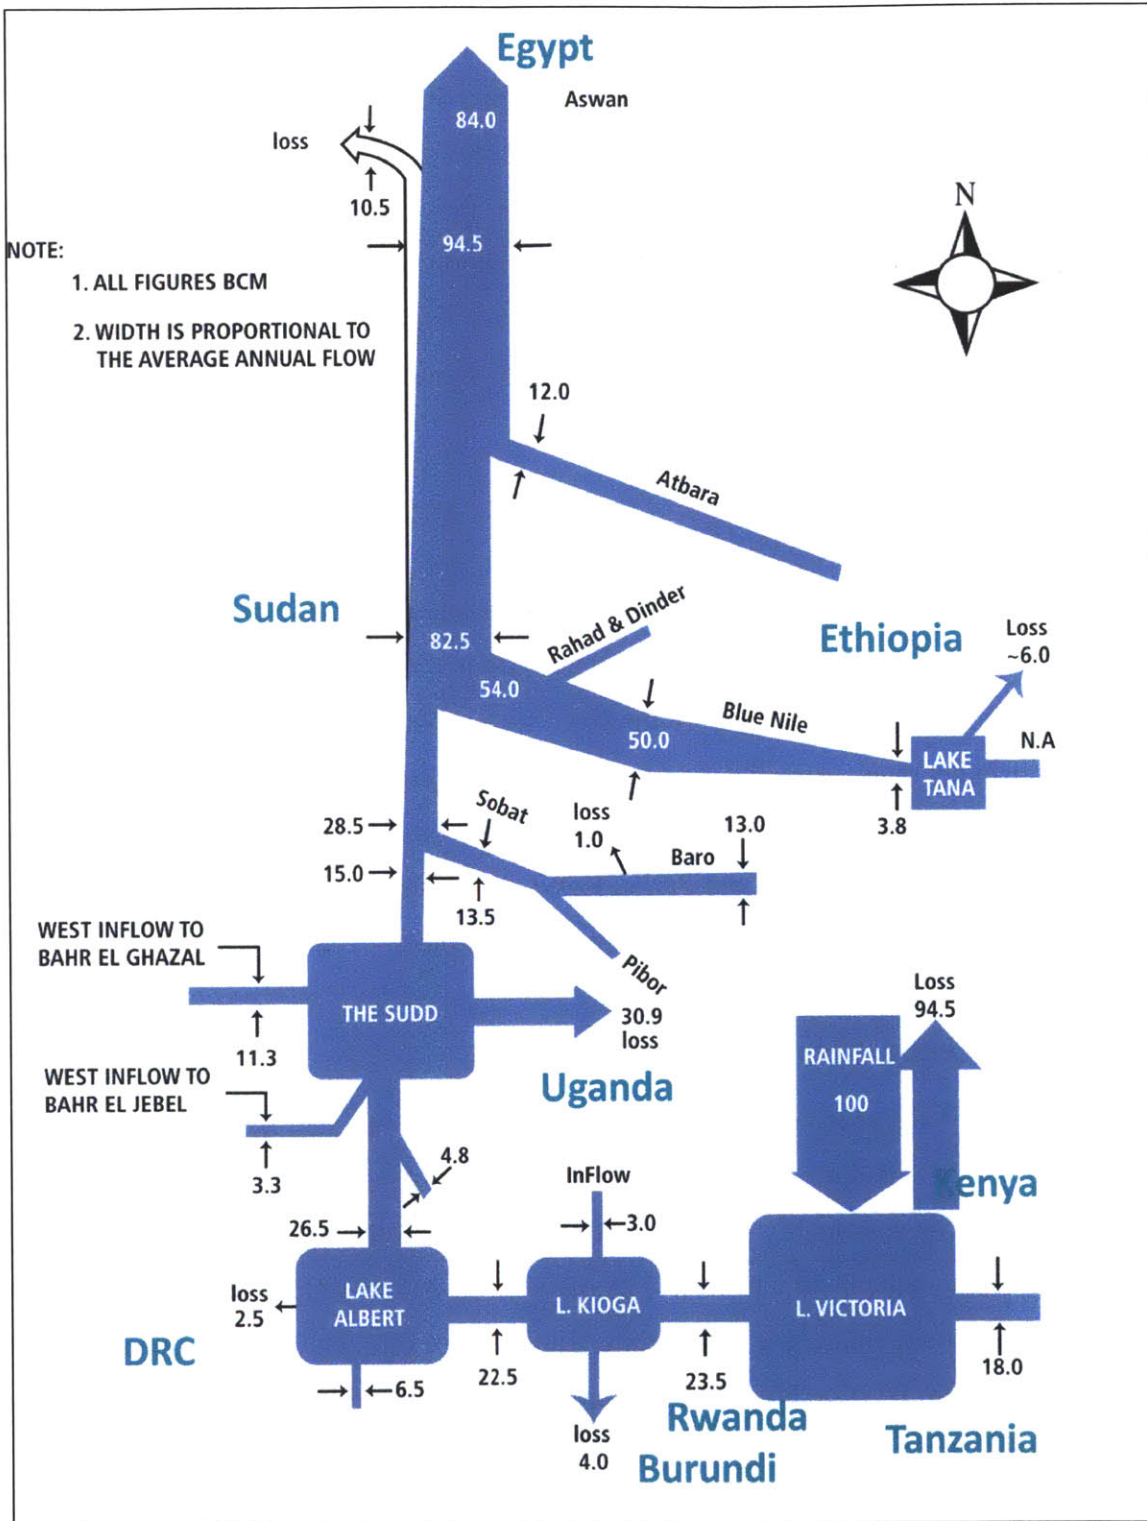 Egypt
Aswan
84.0
loss
10.5
N
94.5
NOTE:
1. ALL FIGURES BCM
2. WIDTH IS PROPORTIONAL TO
THE AVERAGE ANNUAL FLOW
12.0
Atbara
Sudan
Rahad & Dinder
Ethiopia
Loss
~6.0
82.5
54.0
Blue Nile
50.0
N.A
LAKE
TANA
3.8
28.5
Sobat
loss
1.0
13.0
Baro
15.0
13.5
Pibor
WEST INFLOW TO
BAHR EL GHAZAL
THE SUDD
30.9
loss
11.3
Loss
94.5
RAINFALL
100
WEST INFLOW TO
BAHR EL JEBEL
Uganda
3.3
4.8
InFlow
3.0
Kenya
26.5
LAKE
ALBERT
loss
2.5
L. KIOGA
L. VICTORIA
DRC
6.5
22.5
23.5
18.0
loss
4.0
Rwanda
Burundi
Tanzania